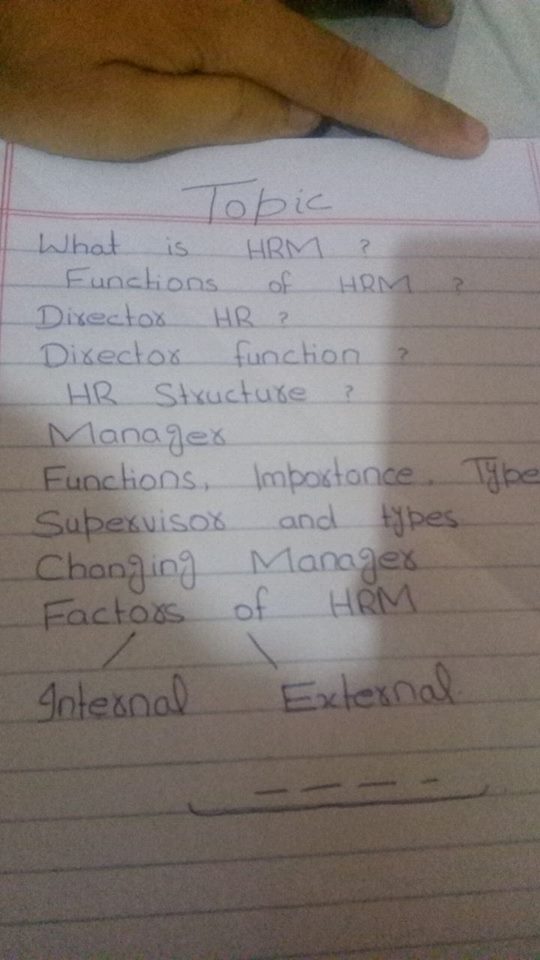 Topic
What is HRM ?
Functions of HRM ?
Director HR ?
Director function ?
HR Structure ?
Manager
Functions, Importance, Type
Supervisor and types
Changing Manager
Factors of HRM
Internal External